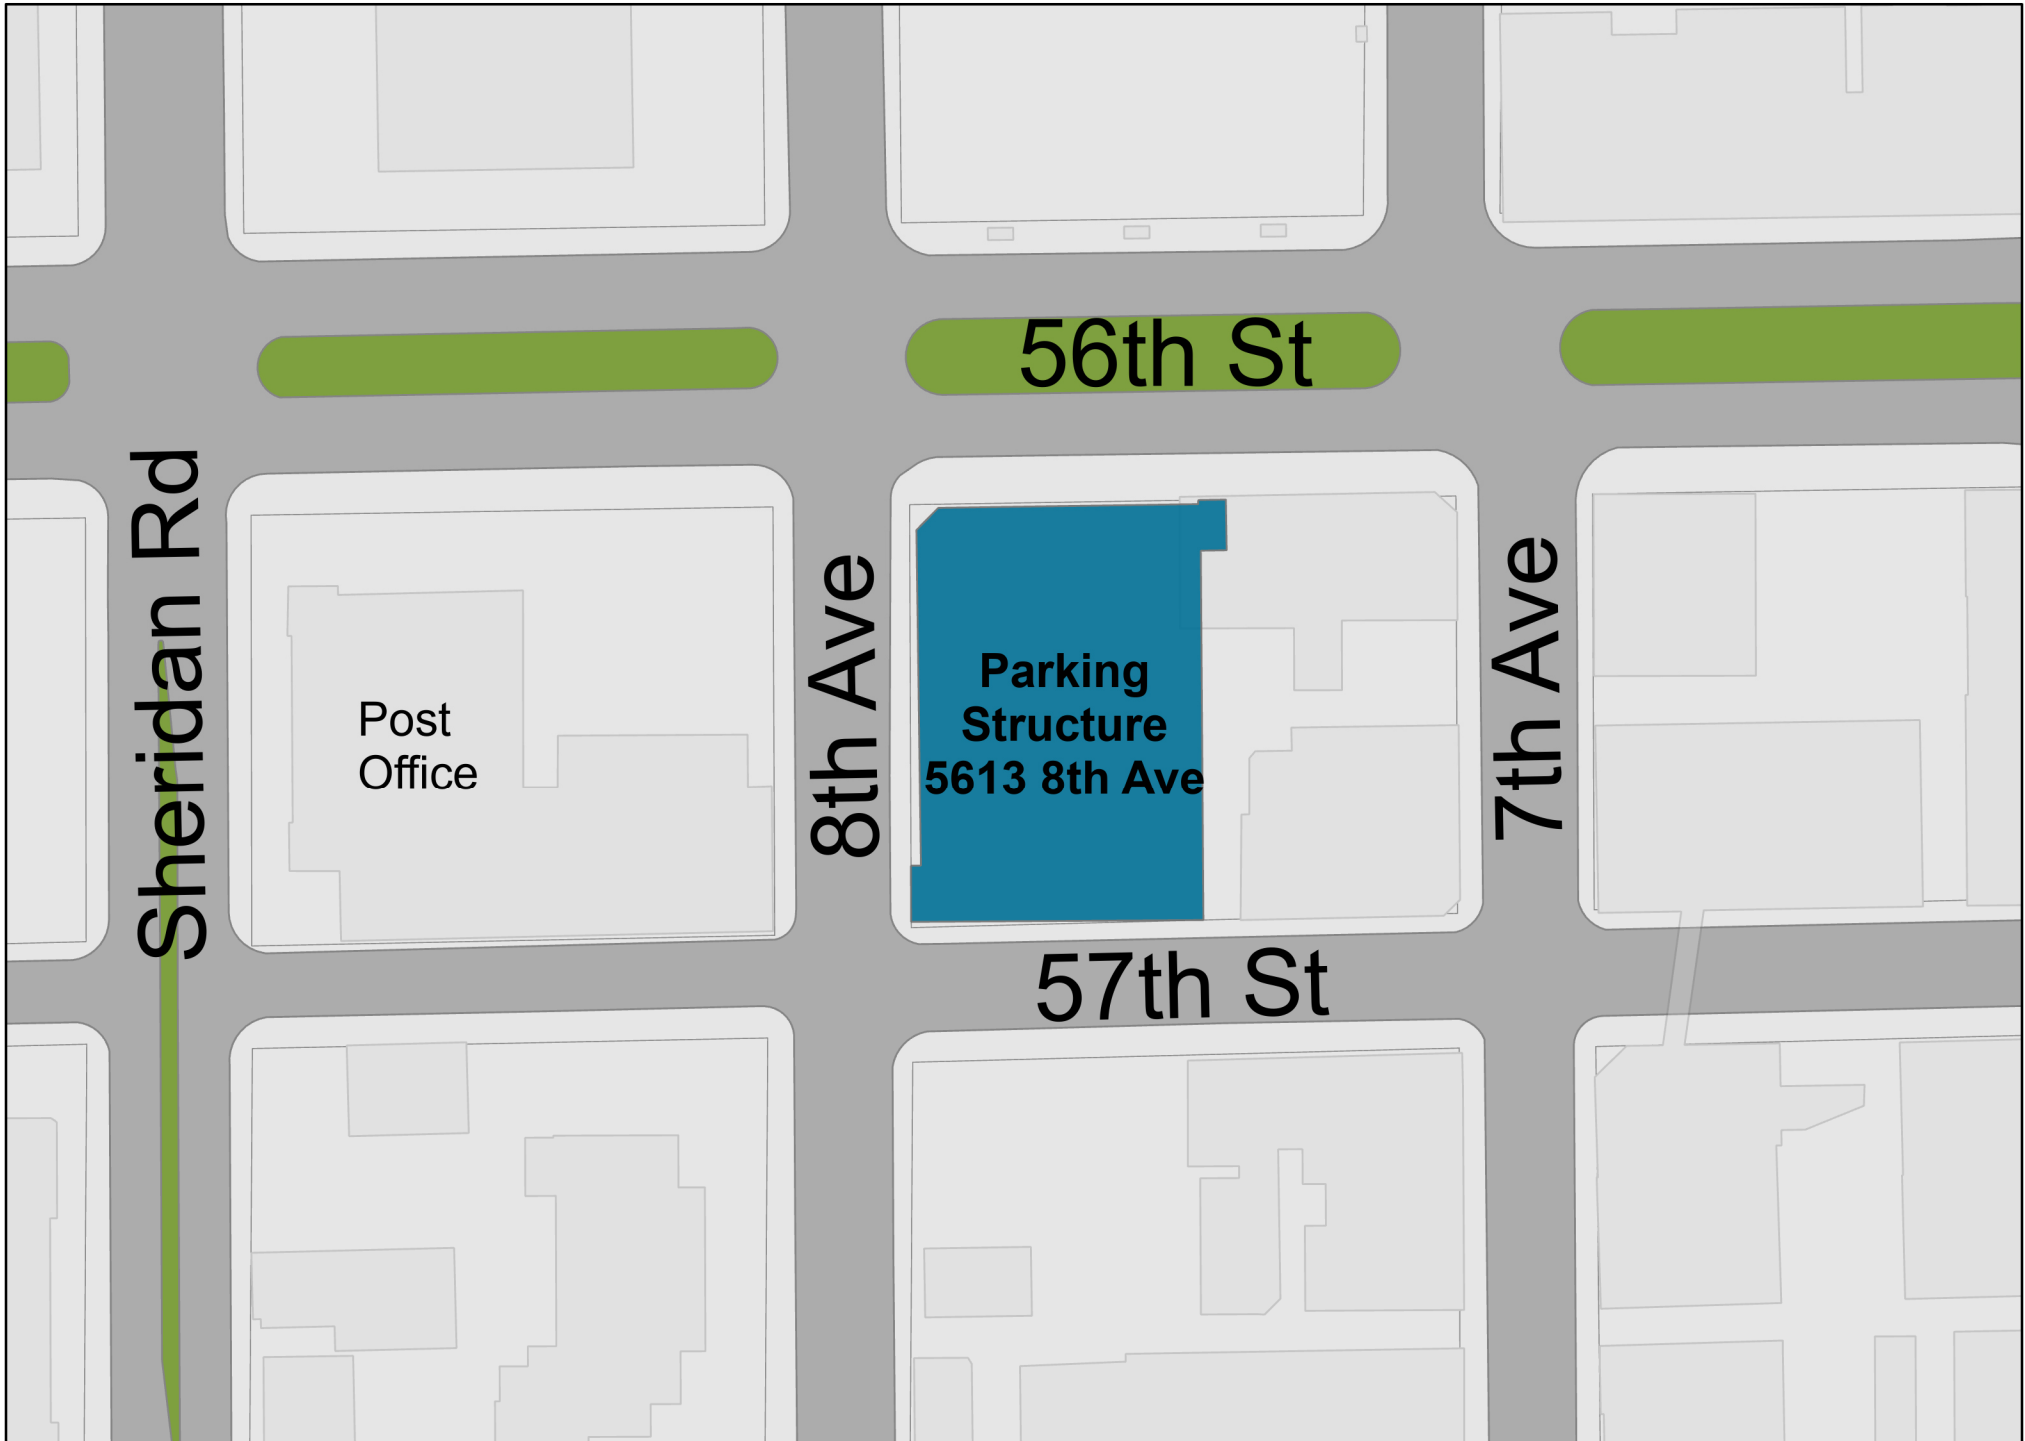 56th St
Sheridan Rd
Post
Office
8th Ave
Parking
Structure
5613 8th Ave
7th Ave
57th St